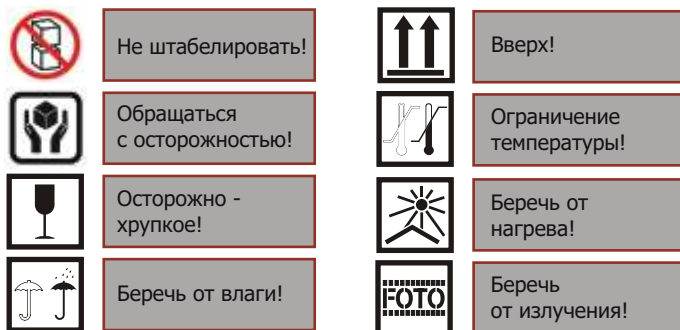 Не штабелировать!
Обращаться
с осторожностью!
Осторожно -
хрупкое!
Беречь от влаги!
Вверх!
Ограничение
температуры!
Беречь от
нагрева!
FOTO
Беречь
от излучения!